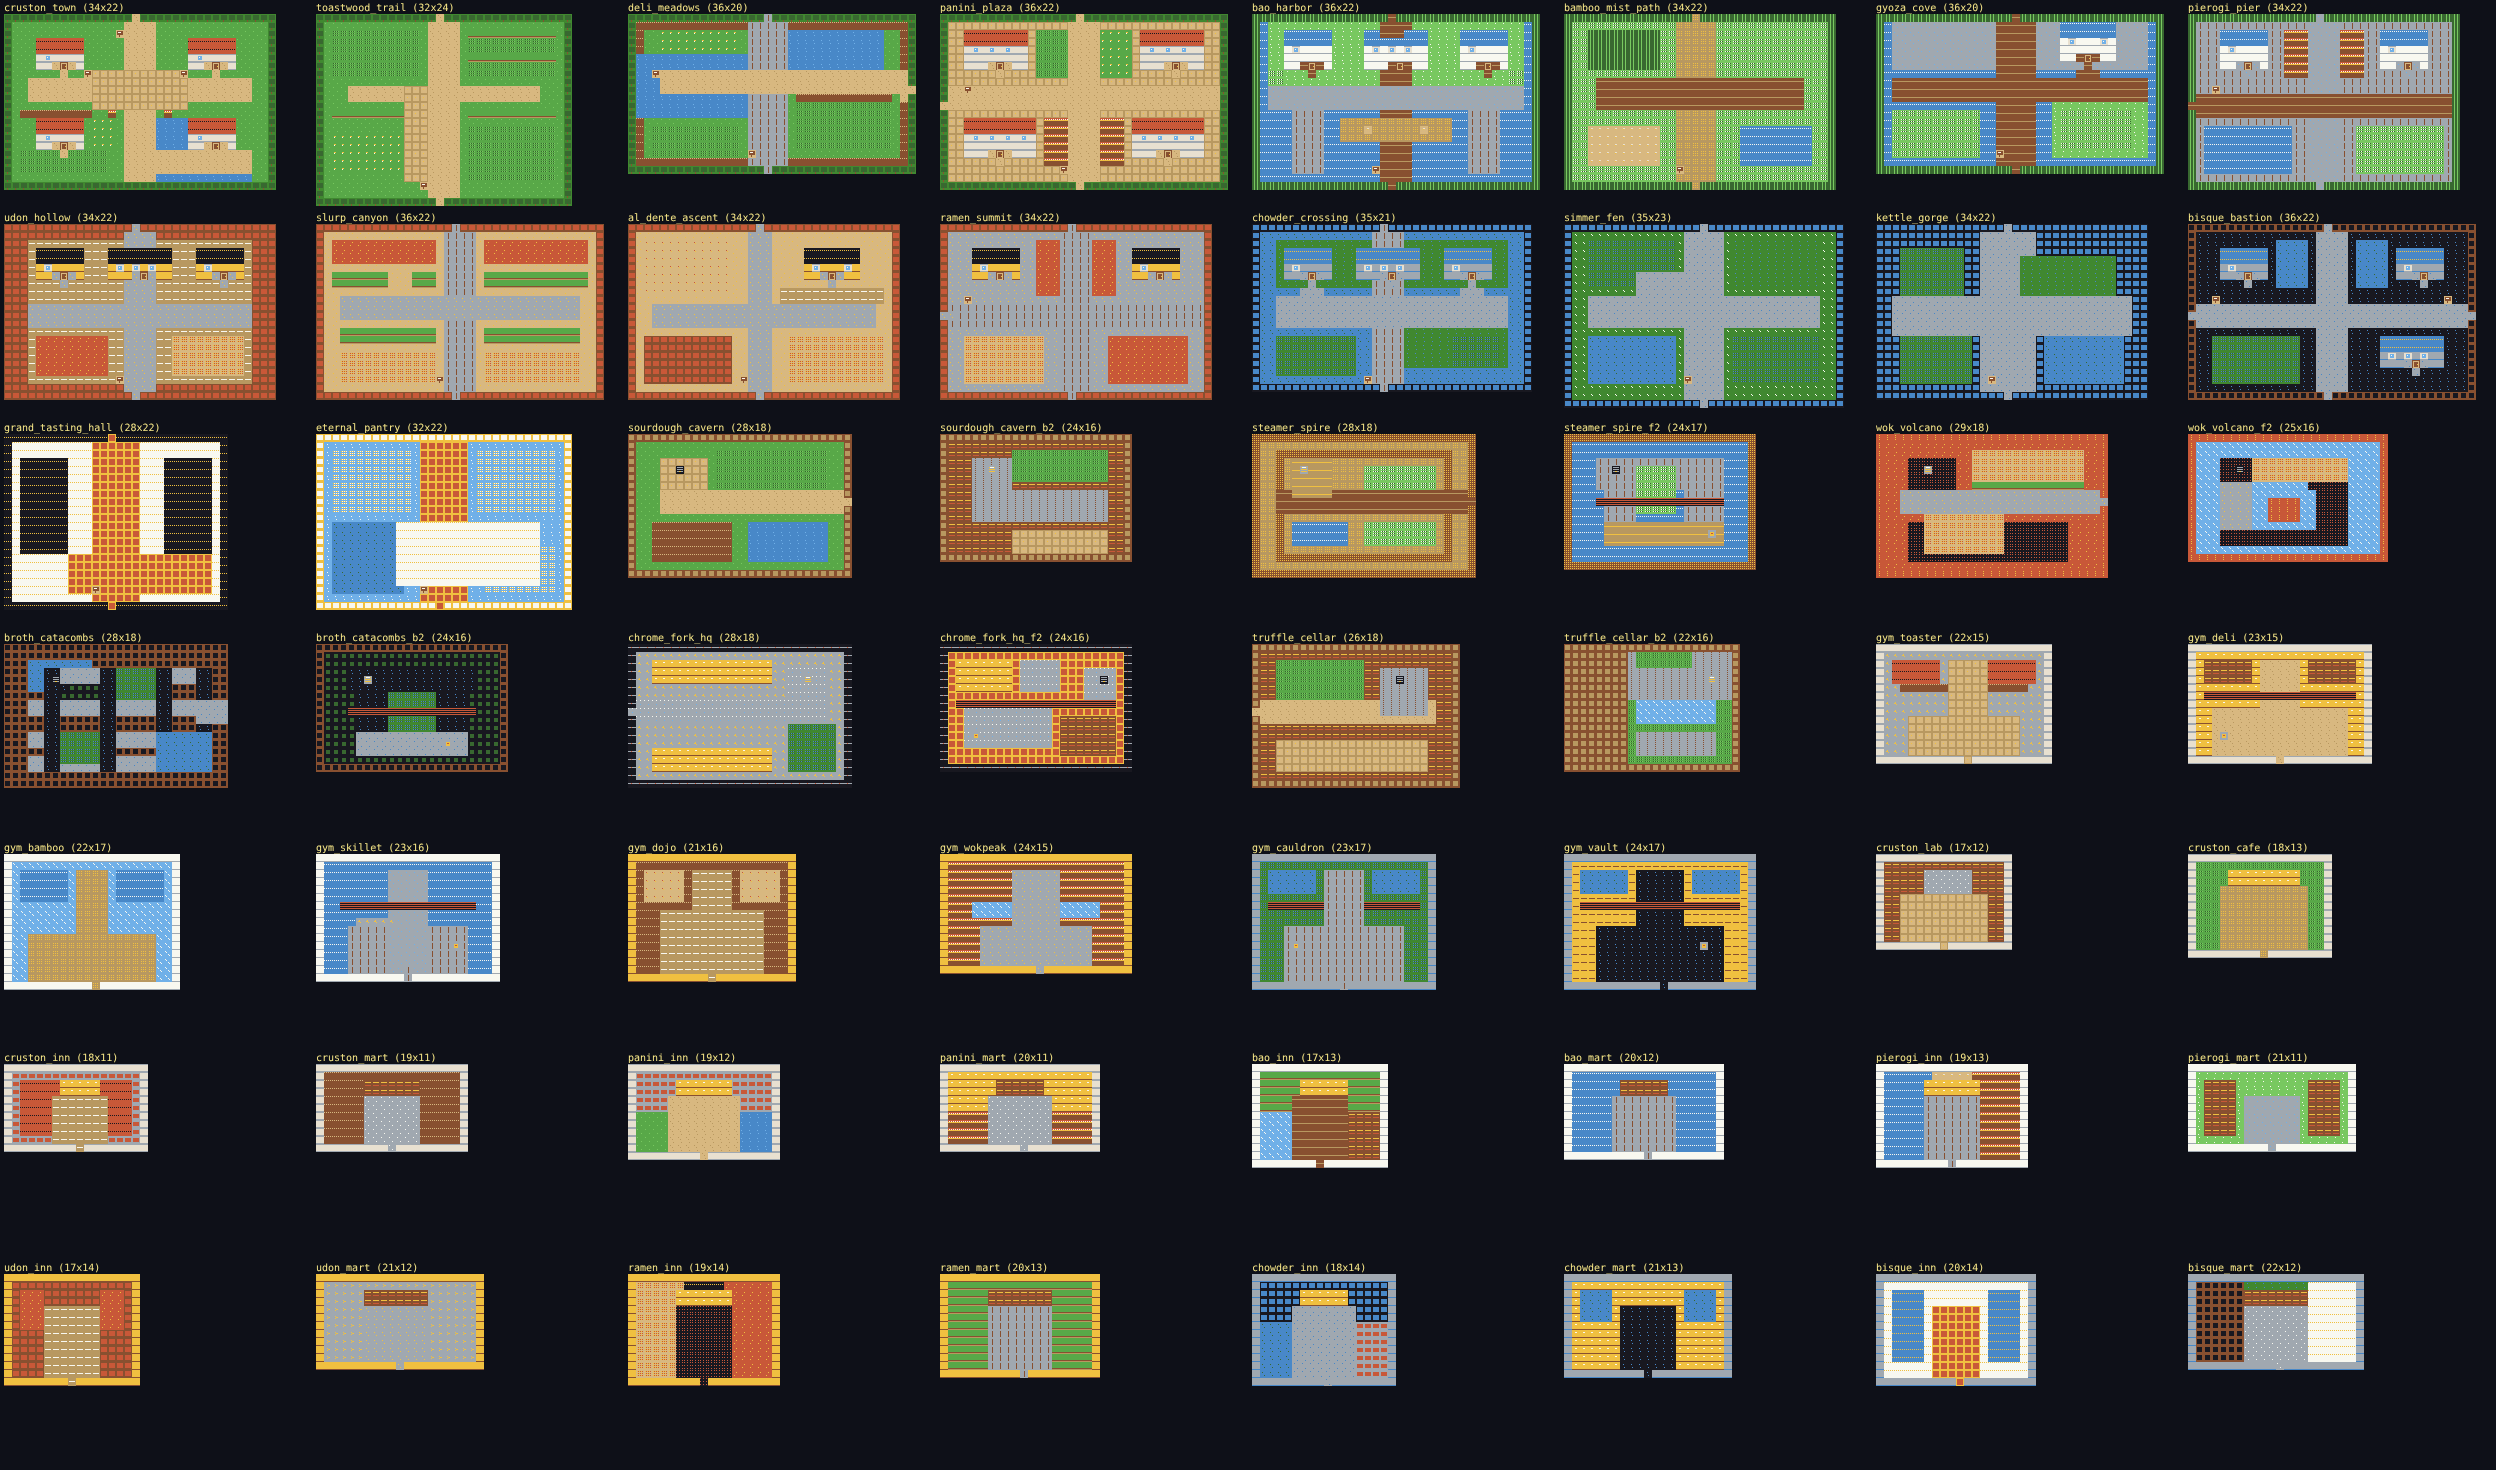 cruston_town (34x22)
toastwood_trail (32x24)
deli_meadows (36x20)
panini_plaza (36x22)
bao_harbor (36x22)
bamboo_mist_path (34x22)
gyoza_cove (36x20)
pierogi_pier (34x22)
udon_hollow (34x22)
slurp_canyon (36x22)
al_dente_ascent (34x22)
ramen_summit (34x22)
chowder_crossing (35x21)
simmer_fen (35x23)
kettle_gorge (34x22)
bisque_bastion (36x22)
grand_tasting_hall (28x22)
eternal_pantry (32x22)
sourdough_cavern (28x18)
sourdough_cavern_b2 (24x16)
steamer_spire (28x18)
steamer_spire_f2 (24x17)
wok_volcano (29x18)
wok_volcano_f2 (25x16)
broth_catacombs (28x18)
broth_catacombs_b2 (24x16)
chrome_fork_hq (28x18)
chrome_fork_hq_f2 (24x16)
truffle_cellar (26x18)
truffle_cellar_b2 (22x16)
gym_toaster (22x15)
gym_deli (23x15)
gym_bamboo (22x17)
gym_skillet (23x16)
gym_dojo (21x16)
gym_wokpeak (24x15)
gym_cauldron (23x17)
gym_vault (24x17)
cruston_lab (17x12)
cruston_cafe (18x13)
cruston_inn (18x11)
cruston_mart (19x11)
panini_inn (19x12)
panini_mart (20x11)
bao_inn (17x13)
bao_mart (20x12)
pierogi_inn (19x13)
pierogi_mart (21x11)
udon_inn (17x14)
udon_mart (21x12)
ramen_inn (19x14)
ramen_mart (20x13)
chowder_inn (18x14)
chowder_mart (21x13)
bisque_inn (20x14)
bisque_mart (22x12)